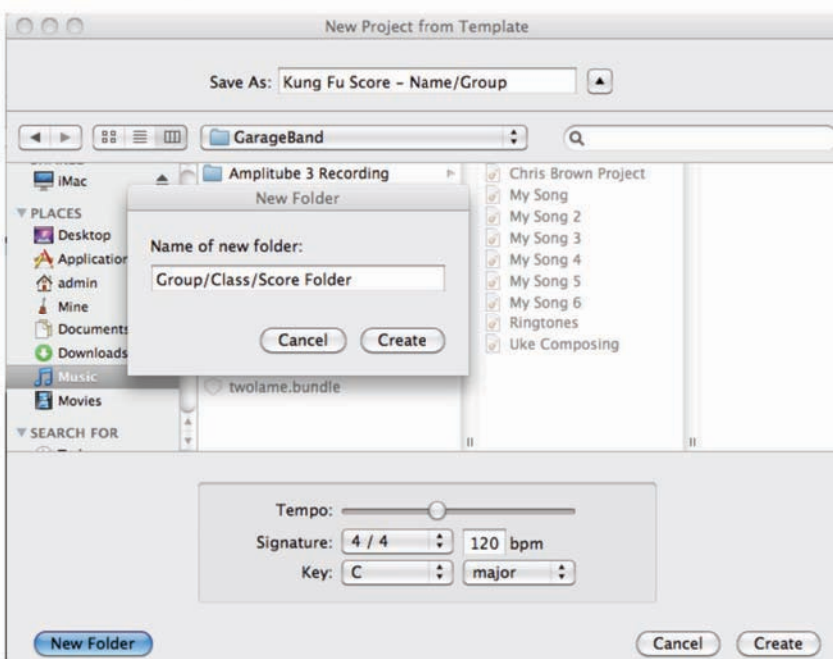 New Project from Template
Save As: Kung Fu Score – Name/Group
GarageBand
iMac
PLACES
Desktop
Application
admin
Mine
Documents
Downloads
Music
Movies
SEARCH FOR
Amplitube 3 Recording
twolame.bundle
Chris Brown Project
My Song
My Song 2
My Song 3
My Song 4
My Song 5
My Song 6
Ringtones
Uke Composing
New Folder
Name of new folder:
Group/Class/Score Folder
Cancel Create
Tempo:
Signature: 4 / 4 120 bpm
Key: C major
New Folder Cancel Create